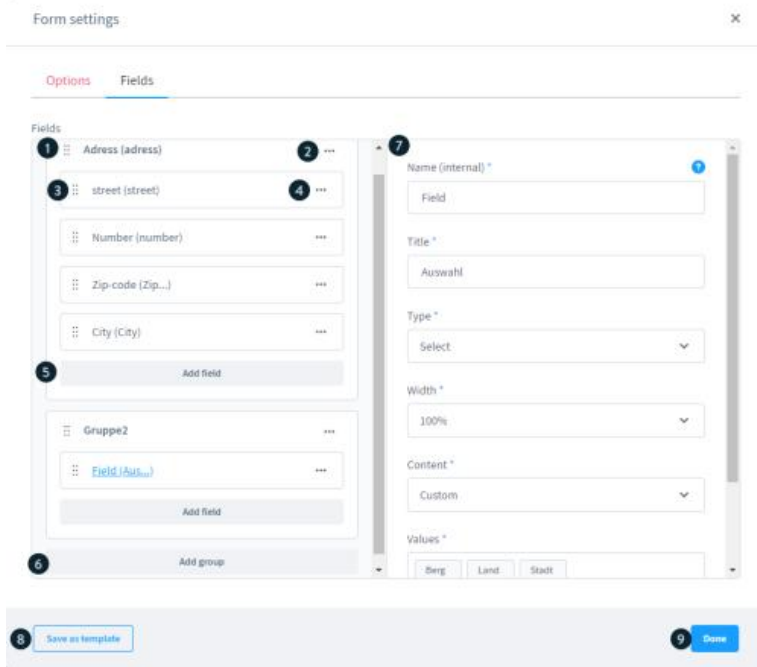 Form settings ×
Options Fields
Fields
1 Adress (adress) 2 ...
3 street (street) 4 ...
Number (number) ...
Zip-code (Zip...) ...
City (City) ...
5 Add field
Gruppe2 ...
Field (Aus...) ...
Add field
6 Add group
7
Name (internal) * ?
Field
Title *
Auswahl
Type *
Select
Width *
100%
Content *
Custom
Values *
Berg Land Stadt
8 Save as template 9 Done